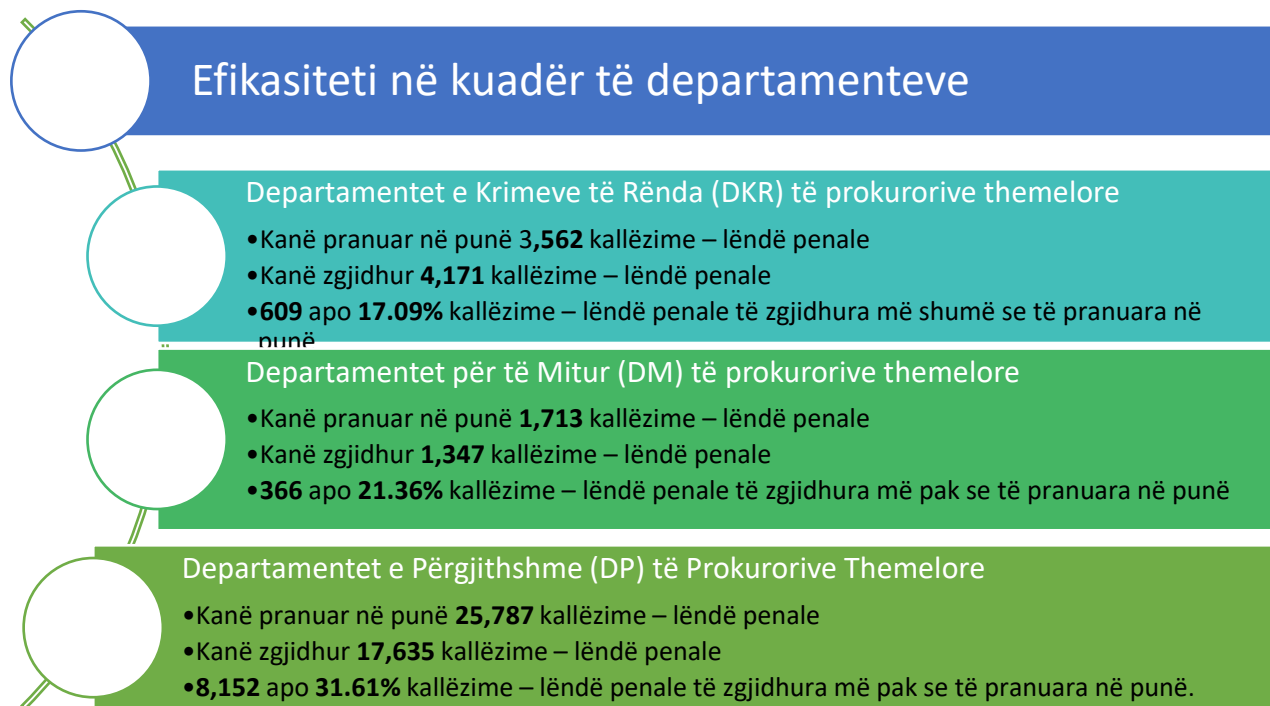 Efikasiteti në kuadër të departamenteve
Departamentet e Krimeve të Rënda (DKR) të prokurorive themelore
•Kanë pranuar në punë 3,562 kallëzime – lëndë penale
•Kanë zgjidhur 4,171 kallëzime – lëndë penale
•609 apo 17.09% kallëzime – lëndë penale të zgjidhura më shumë se të pranuara në
punë
Departamentet për të Mitur (DM) të prokurorive themelore
•Kanë pranuar në punë 1,713 kallëzime – lëndë penale
•Kanë zgjidhur 1,347 kallëzime – lëndë penale
•366 apo 21.36% kallëzime – lëndë penale të zgjidhura më pak se të pranuara në punë
Departamentet e Përgjithshme (DP) të Prokurorive Themelore
•Kanë pranuar në punë 25,787 kallëzime – lëndë penale
•Kanë zgjidhur 17,635 kallëzime – lëndë penale
•8,152 apo 31.61% kallëzime – lëndë penale të zgjidhura më pak se të pranuara në punë.